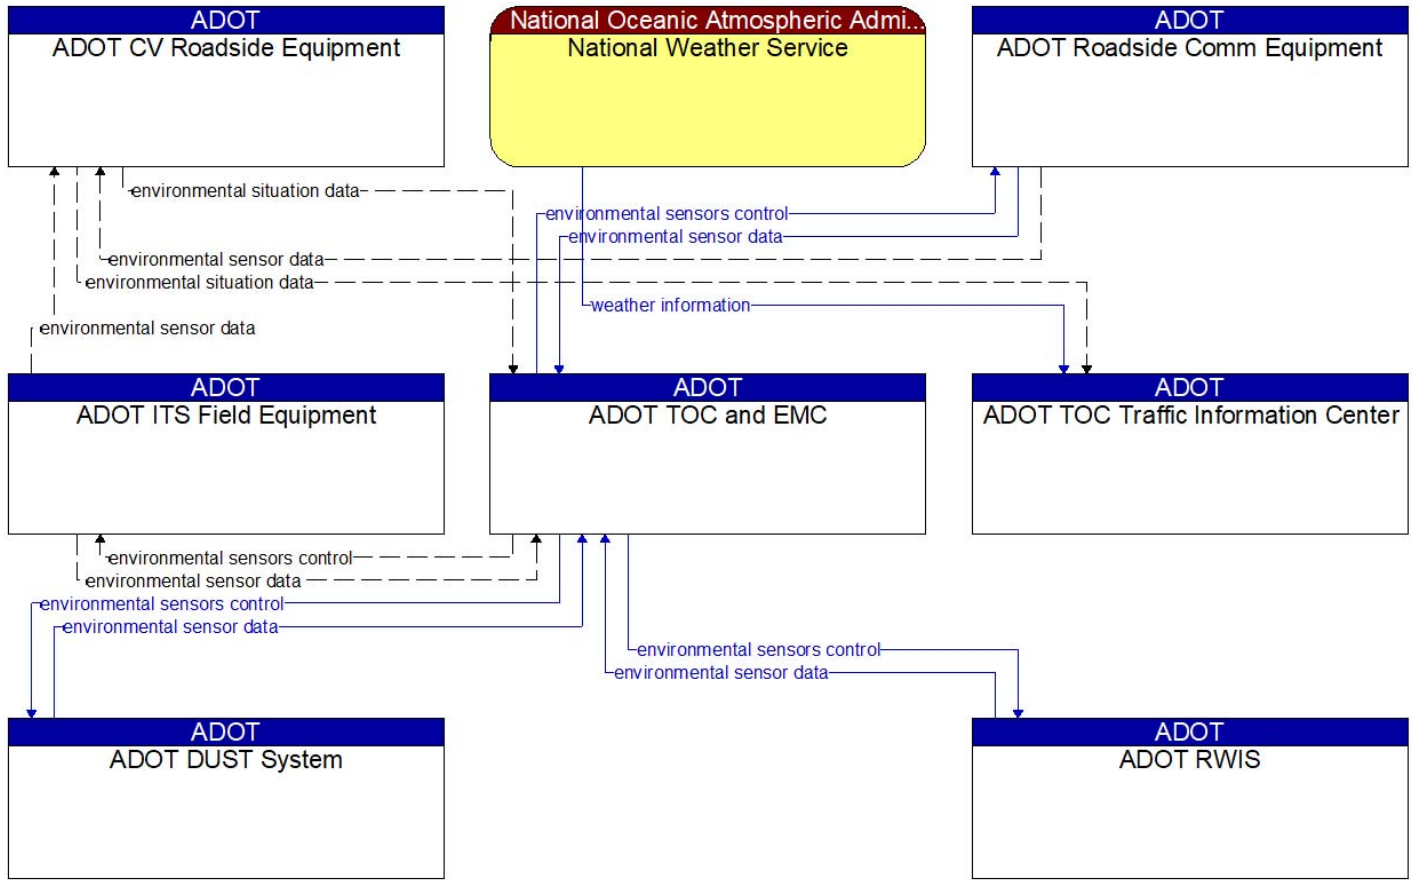 ADOT
ADOT CV Roadside Equipment
National Oceanic Atmospheric Admi...
National Weather Service
ADOT
ADOT Roadside Comm Equipment
environmental situation data
environmental sensors control
environmental sensor data
environmental sensor data
environmental situation data
weather information
environmental sensor data
ADOT
ADOT ITS Field Equipment
ADOT
ADOT TOC and EMC
ADOT
ADOT TOC Traffic Information Center
environmental sensors control
environmental sensor data
environmental sensors control
environmental sensor data
environmental sensors control
environmental sensor data
ADOT
ADOT DUST System
ADOT
ADOT RWIS